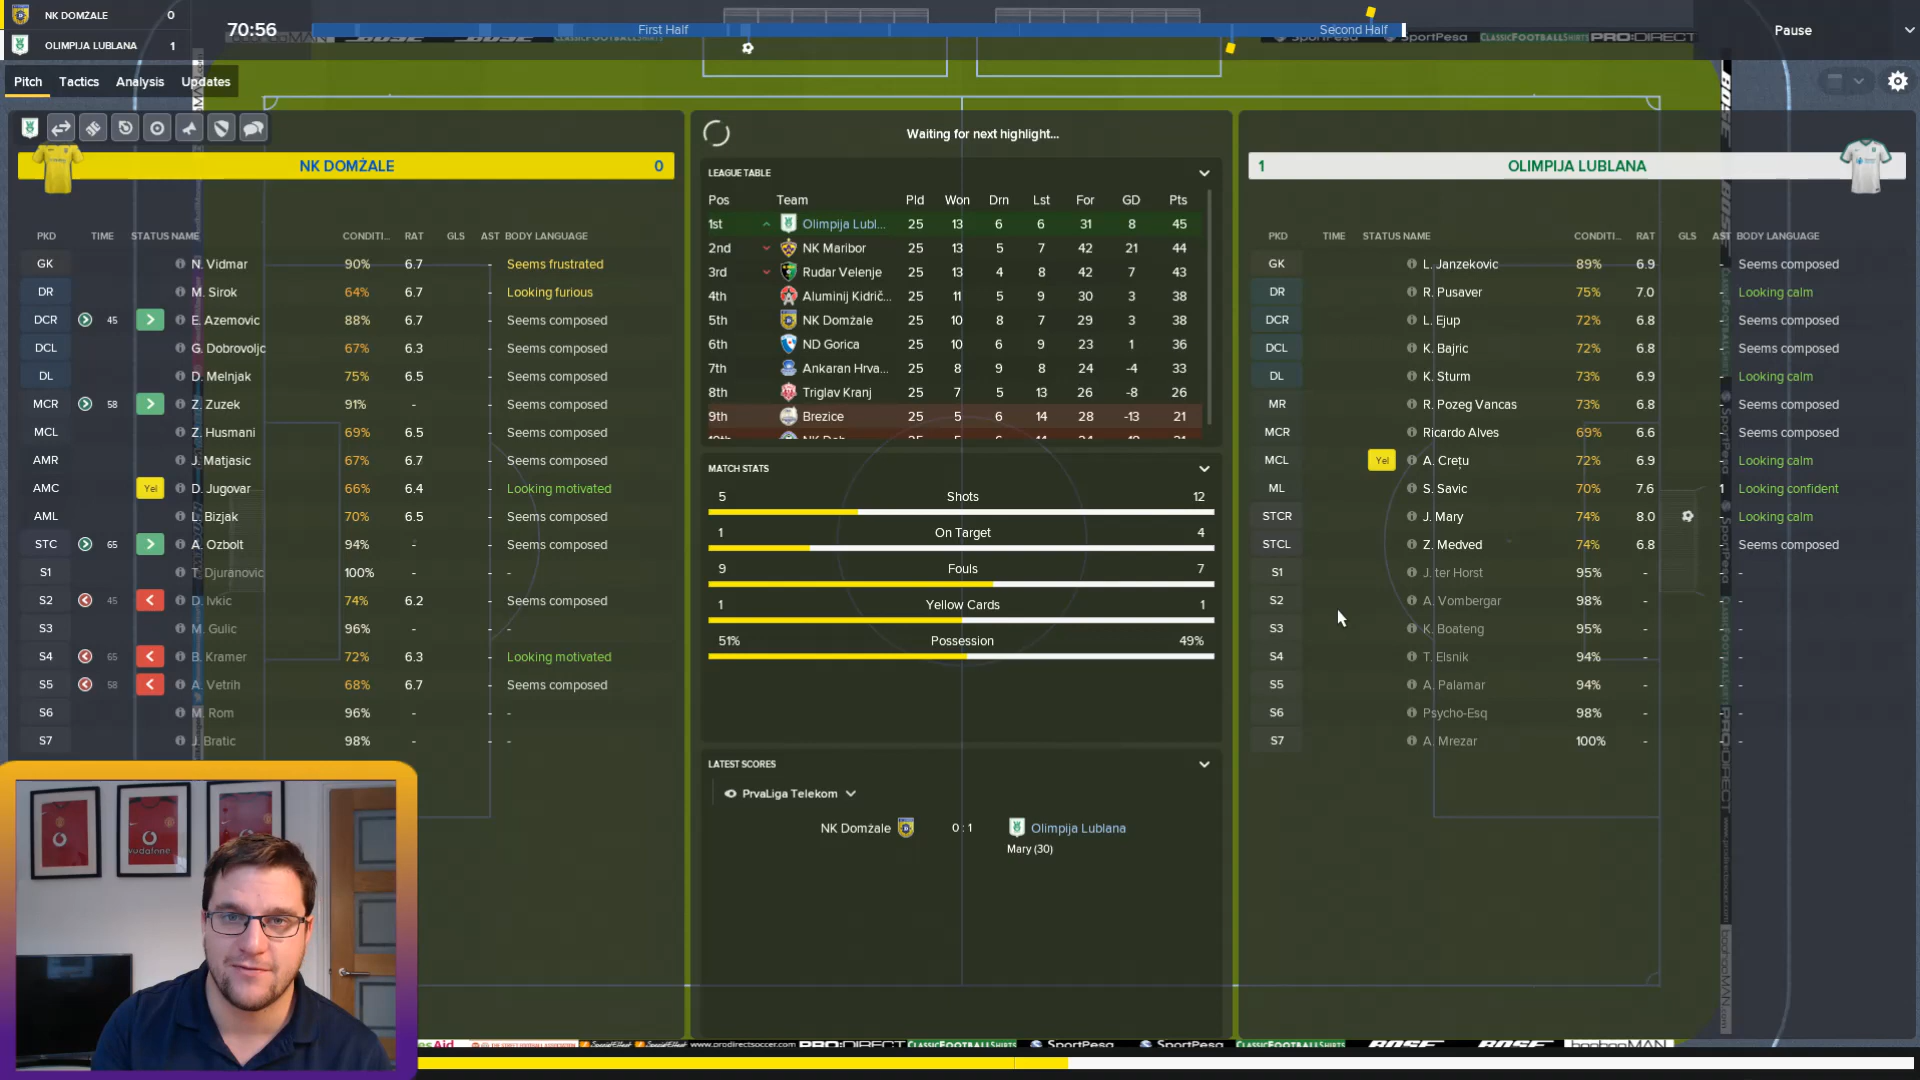 NK DOMŽALE 0
OLIMPIJA LUBLANA 1
70:56
First Half
Second Half
Pause
Pitch Tactics Analysis Updates
NK DOMŽALE 0
PKD TIME STATUS NAME CONDITI... RAT GLS AST BODY LANGUAGE
GK N. Vidmar 90% 6.7 - Seems frustrated
DR M. Sirok 64% 6.7 - Looking furious
DCR 45 E. Azemovic 88% 6.7 - Seems composed
DCL G. Dobrovoljc 67% 6.3 - Seems composed
DL D. Melnjak 75% 6.5 - Seems composed
MCR 58 Z. Zuzek 91% - - Seems composed
MCL Z. Husmani 69% 6.5 - Seems composed
AMR J. Matjasic 67% 6.7 - Seems composed
AMC Yel D. Jugovar 66% 6.4 - Looking motivated
AML L. Bizjak 70% 6.5 - Seems composed
STC 65 A. Ozbolt 94% - - Seems composed
S1 T. Djuranovic 100% - - -
S2 45 D. Ivkic 74% 6.2 - Seems composed
S3 M. Gulic 96% - - -
S4 65 B. Kramer 72% 6.3 - Looking motivated
S5 58 A. Vetrih 68% 6.7 - Seems composed
S6 M. Rom 96% - - -
S7 J. Bratic 98% - - -
Waiting for next highlight...
LEAGUE TABLE
Pos Team Pld Won Drn Lst For GD Pts
1st Olimpija Lubl... 25 13 6 6 31 8 45
2nd NK Maribor 25 13 5 7 42 21 44
3rd Rudar Velenje 25 13 4 8 42 7 43
4th Aluminij Kidrič... 25 11 5 9 30 3 38
5th NK Domžale 25 10 8 7 29 3 38
6th ND Gorica 25 10 6 9 23 1 36
7th Ankaran Hrva... 25 8 9 8 24 -4 33
8th Triglav Kranj 25 7 5 13 26 -8 26
9th Brezice 25 5 6 14 28 -13 21
MATCH STATS
5 Shots 12
1 On Target 4
9 Fouls 7
1 Yellow Cards 1
51% Possession 49%
LATEST SCORES
PrvaLiga Telekom
NK Domžale 0 : 1 Olimpija Lublana
Mary (30)
1 OLIMPIJA LUBLANA
PKD TIME STATUS NAME CONDITI... RAT GLS AST BODY LANGUAGE
GK L. Janzekovic 89% 6.9 - Seems composed
DR R. Pusaver 75% 7.0 - Looking calm
DCR L. Ejup 72% 6.8 - Seems composed
DCL K. Bajric 72% 6.8 - Seems composed
DL K. Sturm 73% 6.9 - Looking calm
MR R. Pozeg Vancas 73% 6.8 - Seems composed
MCR Ricardo Alves 69% 6.6 - Seems composed
MCL Yel A. Crețu 72% 6.9 - Looking calm
ML S. Savic 70% 7.6 1 Looking confident
STCR J. Mary 74% 8.0 - Looking calm
STCL Z. Medved 74% 6.8 - Seems composed
S1 J. ter Horst 95% - - -
S2 A. Vombergar 98% - - -
S3 K. Boateng 95% - - -
S4 T. Elsnik 94% - - -
S5 A. Palamar 94% - - -
S6 Psycho-Esq 98% - - -
S7 A. Mrezar 100% - - -
vodafone
SpecialEffect SpecialEffect www.prodirectsoccer.com PRO:DIRECT CLASSICFOOTBALLSHIRTS SportPesa SportPesa CLASSICFOOTBALLSHIRTS BOSE BOSE boohooMAN